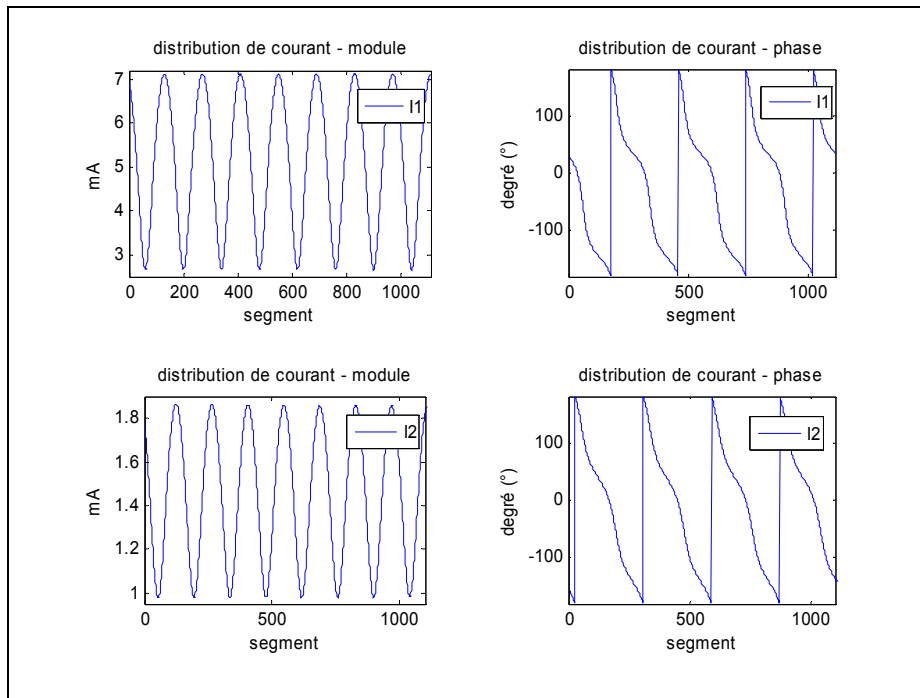 distribution de courant - module
7
6
5
4
3
mA
I1
0 200 400 600 800 1000
segment
distribution de courant - phase
100
0
-100
degré (°)
I1
0 500 1000
segment
distribution de courant - module
1.8
1.6
1.4
1.2
1
mA
I2
0 500 1000
segment
distribution de courant - phase
100
0
-100
degré (°)
I2
0 500 1000
segment